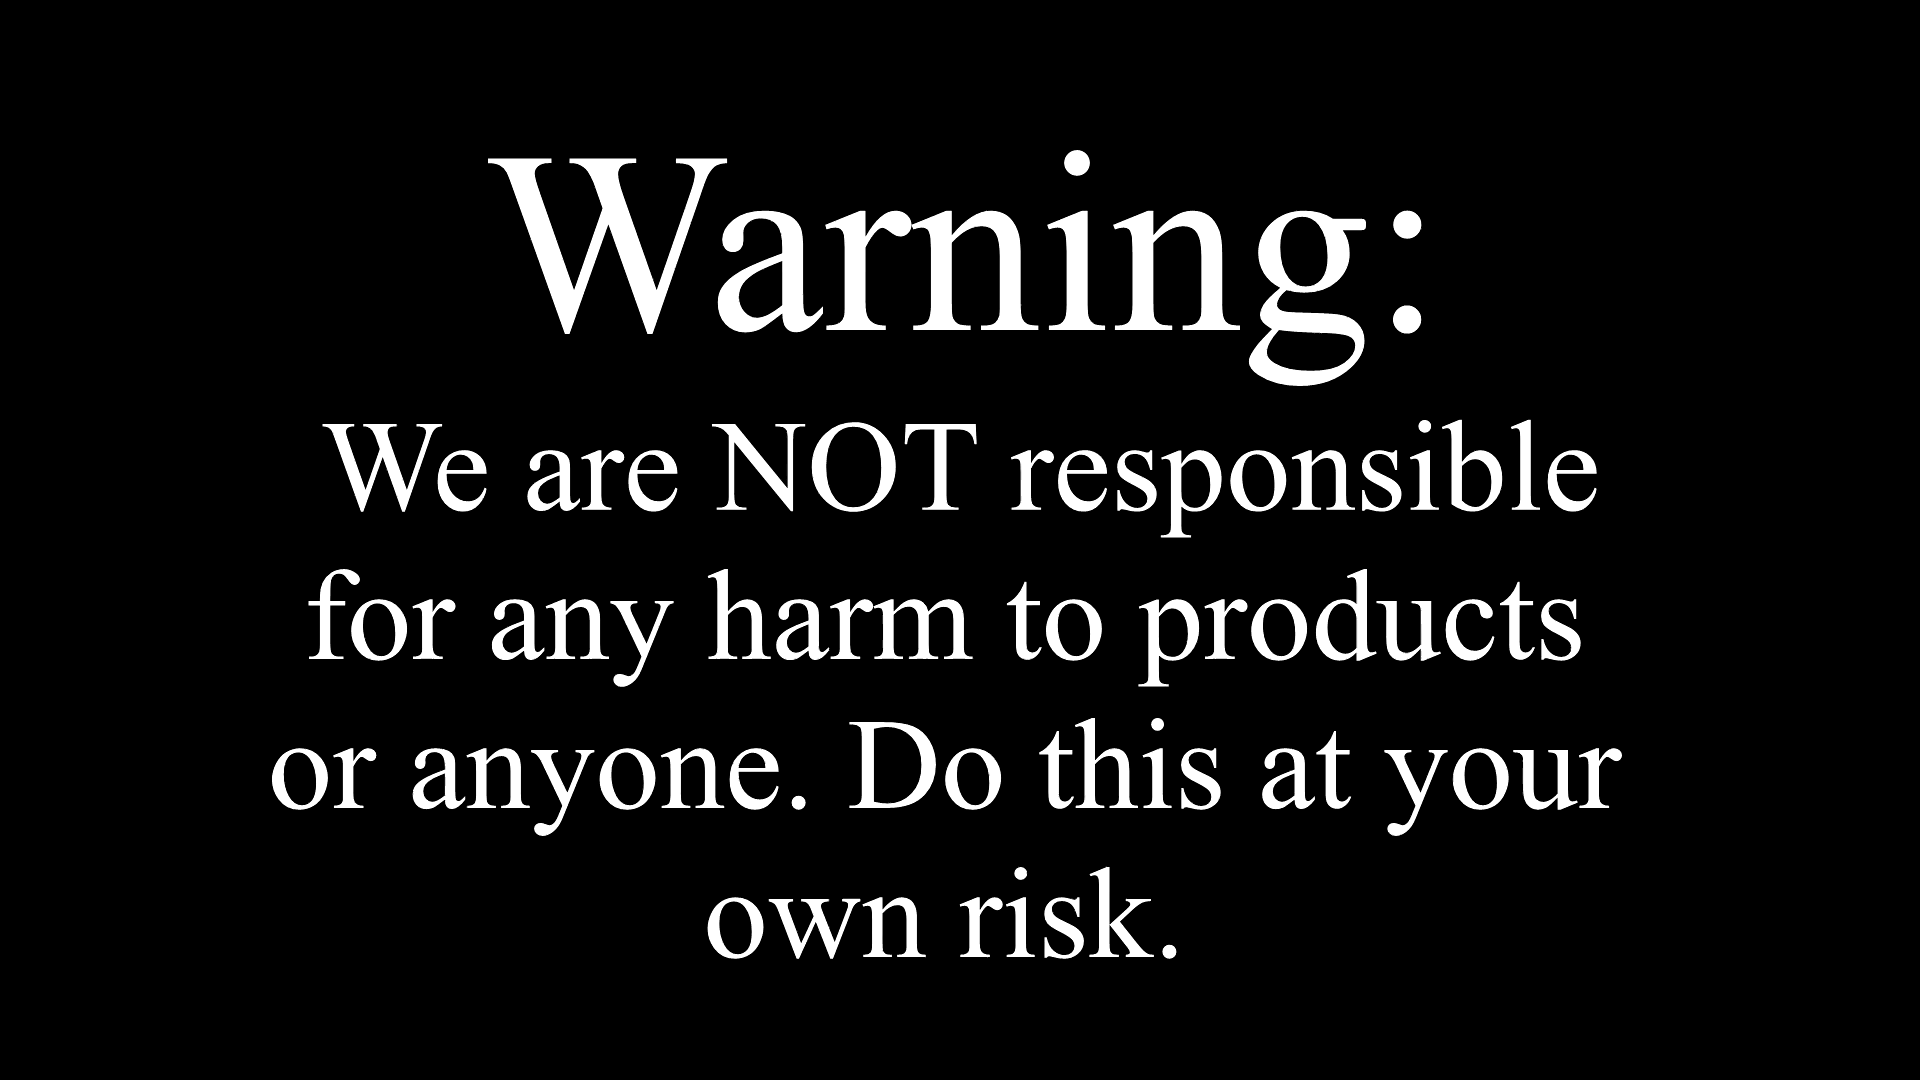 Warning:
We are NOT responsible
for any harm to products
or anyone. Do this at your
own risk.